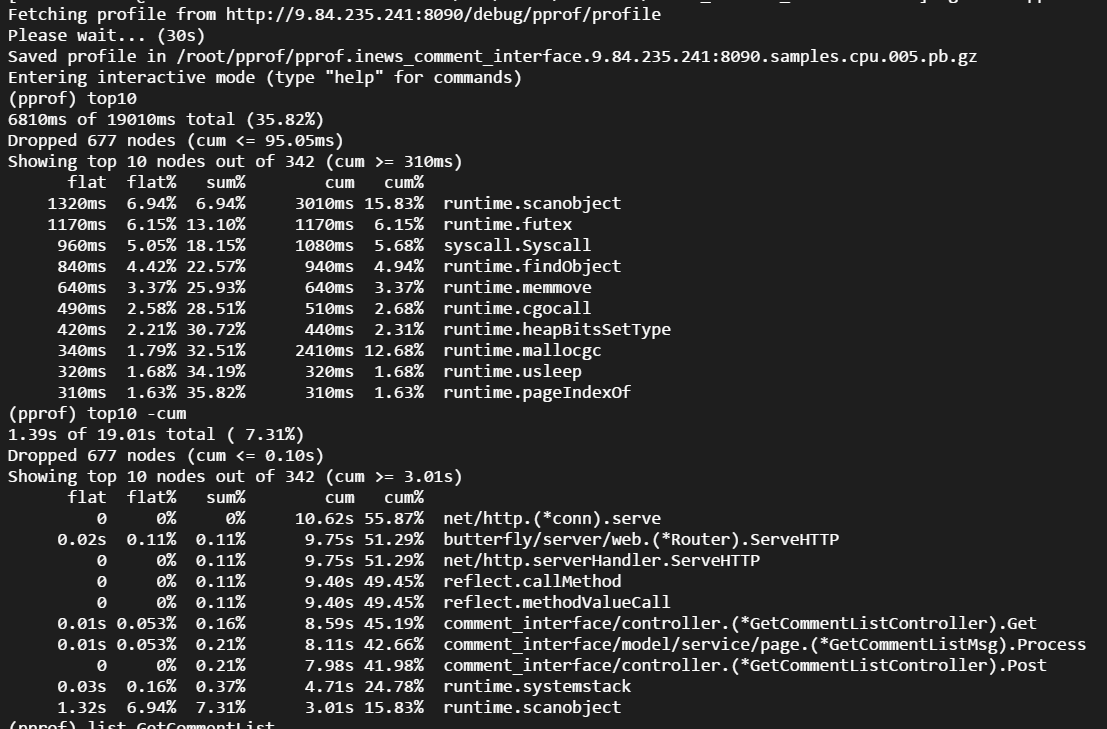 Fetching profile from http://9.84.235.241:8090/debug/pprof/profile
Please wait... (30s)
Saved profile in /root/pprof/pprof.inews_comment_interface.9.84.235.241:8090.samples.cpu.005.pb.gz
Entering interactive mode (type "help" for commands)
(pprof) top10
6810ms of 19010ms total (35.82%)
Dropped 677 nodes (cum <= 95.05ms)
Showing top 10 nodes out of 342 (cum >= 310ms)
flat  flat%   sum%        cum   cum%
1320ms  6.94%  6.94%     3010ms 15.83%  runtime.scanobject
1170ms  6.15% 13.10%     1170ms  6.15%  runtime.futex
960ms  5.05% 18.15%     1080ms  5.68%  syscall.Syscall
840ms  4.42% 22.57%      940ms  4.94%  runtime.findObject
640ms  3.37% 25.93%      640ms  3.37%  runtime.memmove
490ms  2.58% 28.51%      510ms  2.68%  runtime.cgocall
420ms  2.21% 30.72%      440ms  2.31%  runtime.heapBitsSetType
340ms  1.79% 32.51%     2410ms 12.68%  runtime.mallocgc
320ms  1.68% 34.19%      320ms  1.68%  runtime.usleep
310ms  1.63% 35.82%      310ms  1.63%  runtime.pageIndexOf
(pprof) top10 -cum
1.39s of 19.01s total ( 7.31%)
Dropped 677 nodes (cum <= 0.10s)
Showing top 10 nodes out of 342 (cum >= 3.01s)
flat  flat%   sum%        cum   cum%
0     0%     0%     10.62s 55.87%  net/http.(*conn).serve
0.02s  0.11%  0.11%      9.75s 51.29%  butterfly/server/web.(*Router).ServeHTTP
0     0%  0.11%      9.75s 51.29%  net/http.serverHandler.ServeHTTP
0     0%  0.11%      9.40s 49.45%  reflect.callMethod
0     0%  0.11%      9.40s 49.45%  reflect.methodValueCall
0.01s 0.053%  0.16%      8.59s 45.19%  comment_interface/controller.(*GetCommentListController).Get
0.01s 0.053%  0.21%      8.11s 42.66%  comment_interface/model/service/page.(*GetCommentListMsg).Process
0     0%  0.21%      7.98s 41.98%  comment_interface/controller.(*GetCommentListController).Post
0.03s  0.16%  0.37%      4.71s 24.78%  runtime.systemstack
1.32s  6.94%  7.31%      3.01s 15.83%  runtime.scanobject
(pprof) list GetCommentList